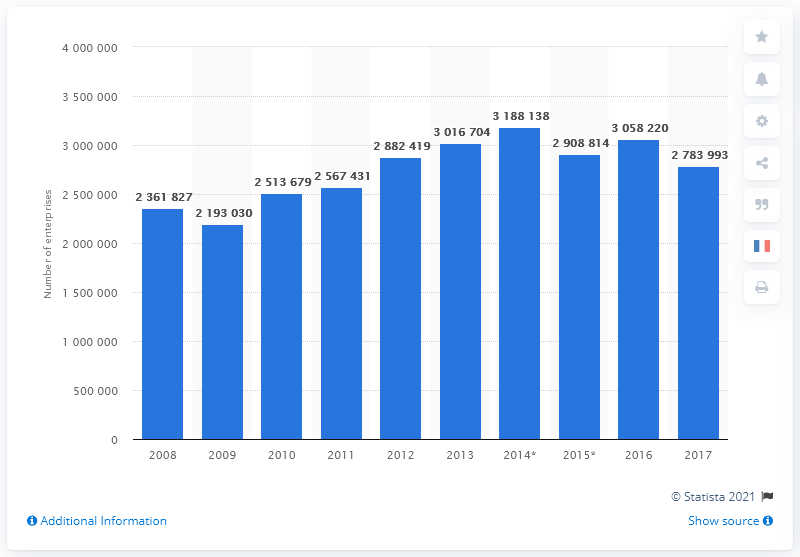 4 000 000
3 500 000
3 000 000
2 500 000
2 000 000
1 500 000
1 000 000
500 000
0
Number of enterprises
2 361 827
2 193 030
2 513 679
2 567 431
2 882 419
3 016 704
3 188 138
2 908 814
3 058 220
2 783 993
2008 2009 2010 2011 2012 2013 2014* 2015* 2016 2017
© Statista 2021
Additional Information
Show source